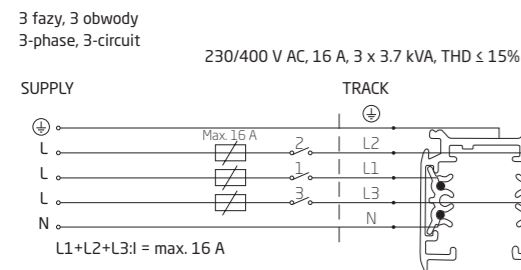 3 fazy, 3 obwody
3-phase, 3-circuit
230/400 V AC, 16 A, 3 x 3.7 kVA, THD ≤ 15%
SUPPLY TRACK
Max. 16 A
L 2 L2
L 1 L1
L 3 L3
N N
L1+L2+L3:I = max. 16 A